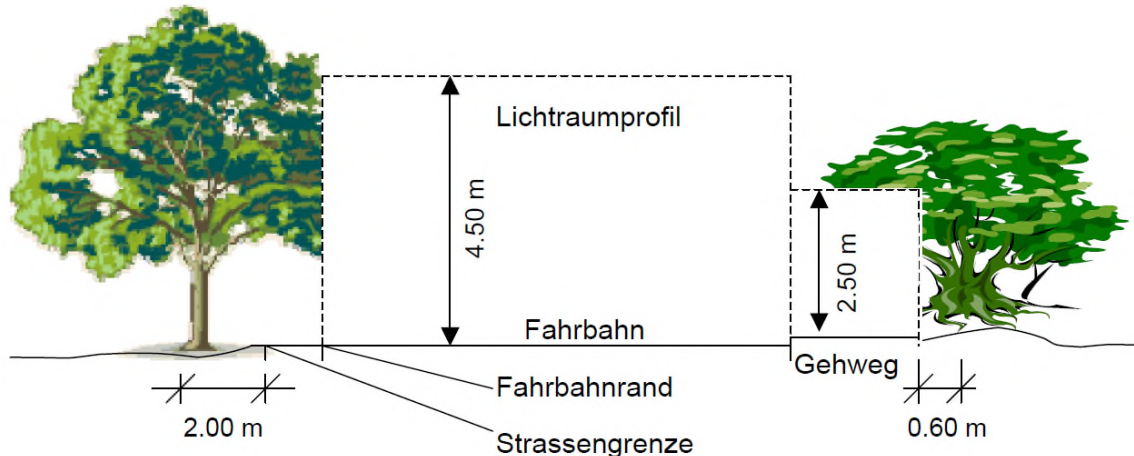 Lichtraumprofil
4.50 m
2.50 m
Fahrbahn
Gehweg
Fahrbahnrand
2.00 m
0.60 m
Strassengrenze